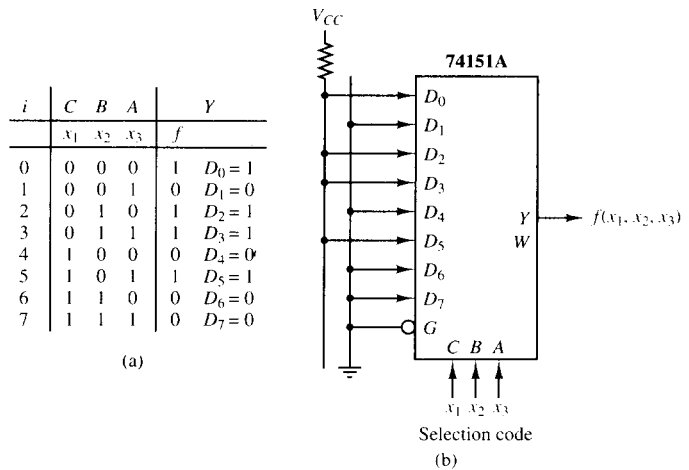 i C B A Y
x₁ x₂ x₃ f
0 0 0 0 1 D₀ = 1
1 0 0 1 0 D₁ = 0
2 0 1 0 1 D₂ = 1
3 0 1 1 1 D₃ = 1
4 1 0 0 0 D₄ = 0
5 1 0 1 1 D₅ = 1
6 1 1 0 0 D₆ = 0
7 1 1 1 0 D₇ = 0
(a)
V_CC
74151A
D₀
D₁
D₂
D₃
D₄
D₅
D₆
D₇
G
Y
W
f(x₁, x₂, x₃)
C B A
x₁ x₂ x₃
Selection code
(b)